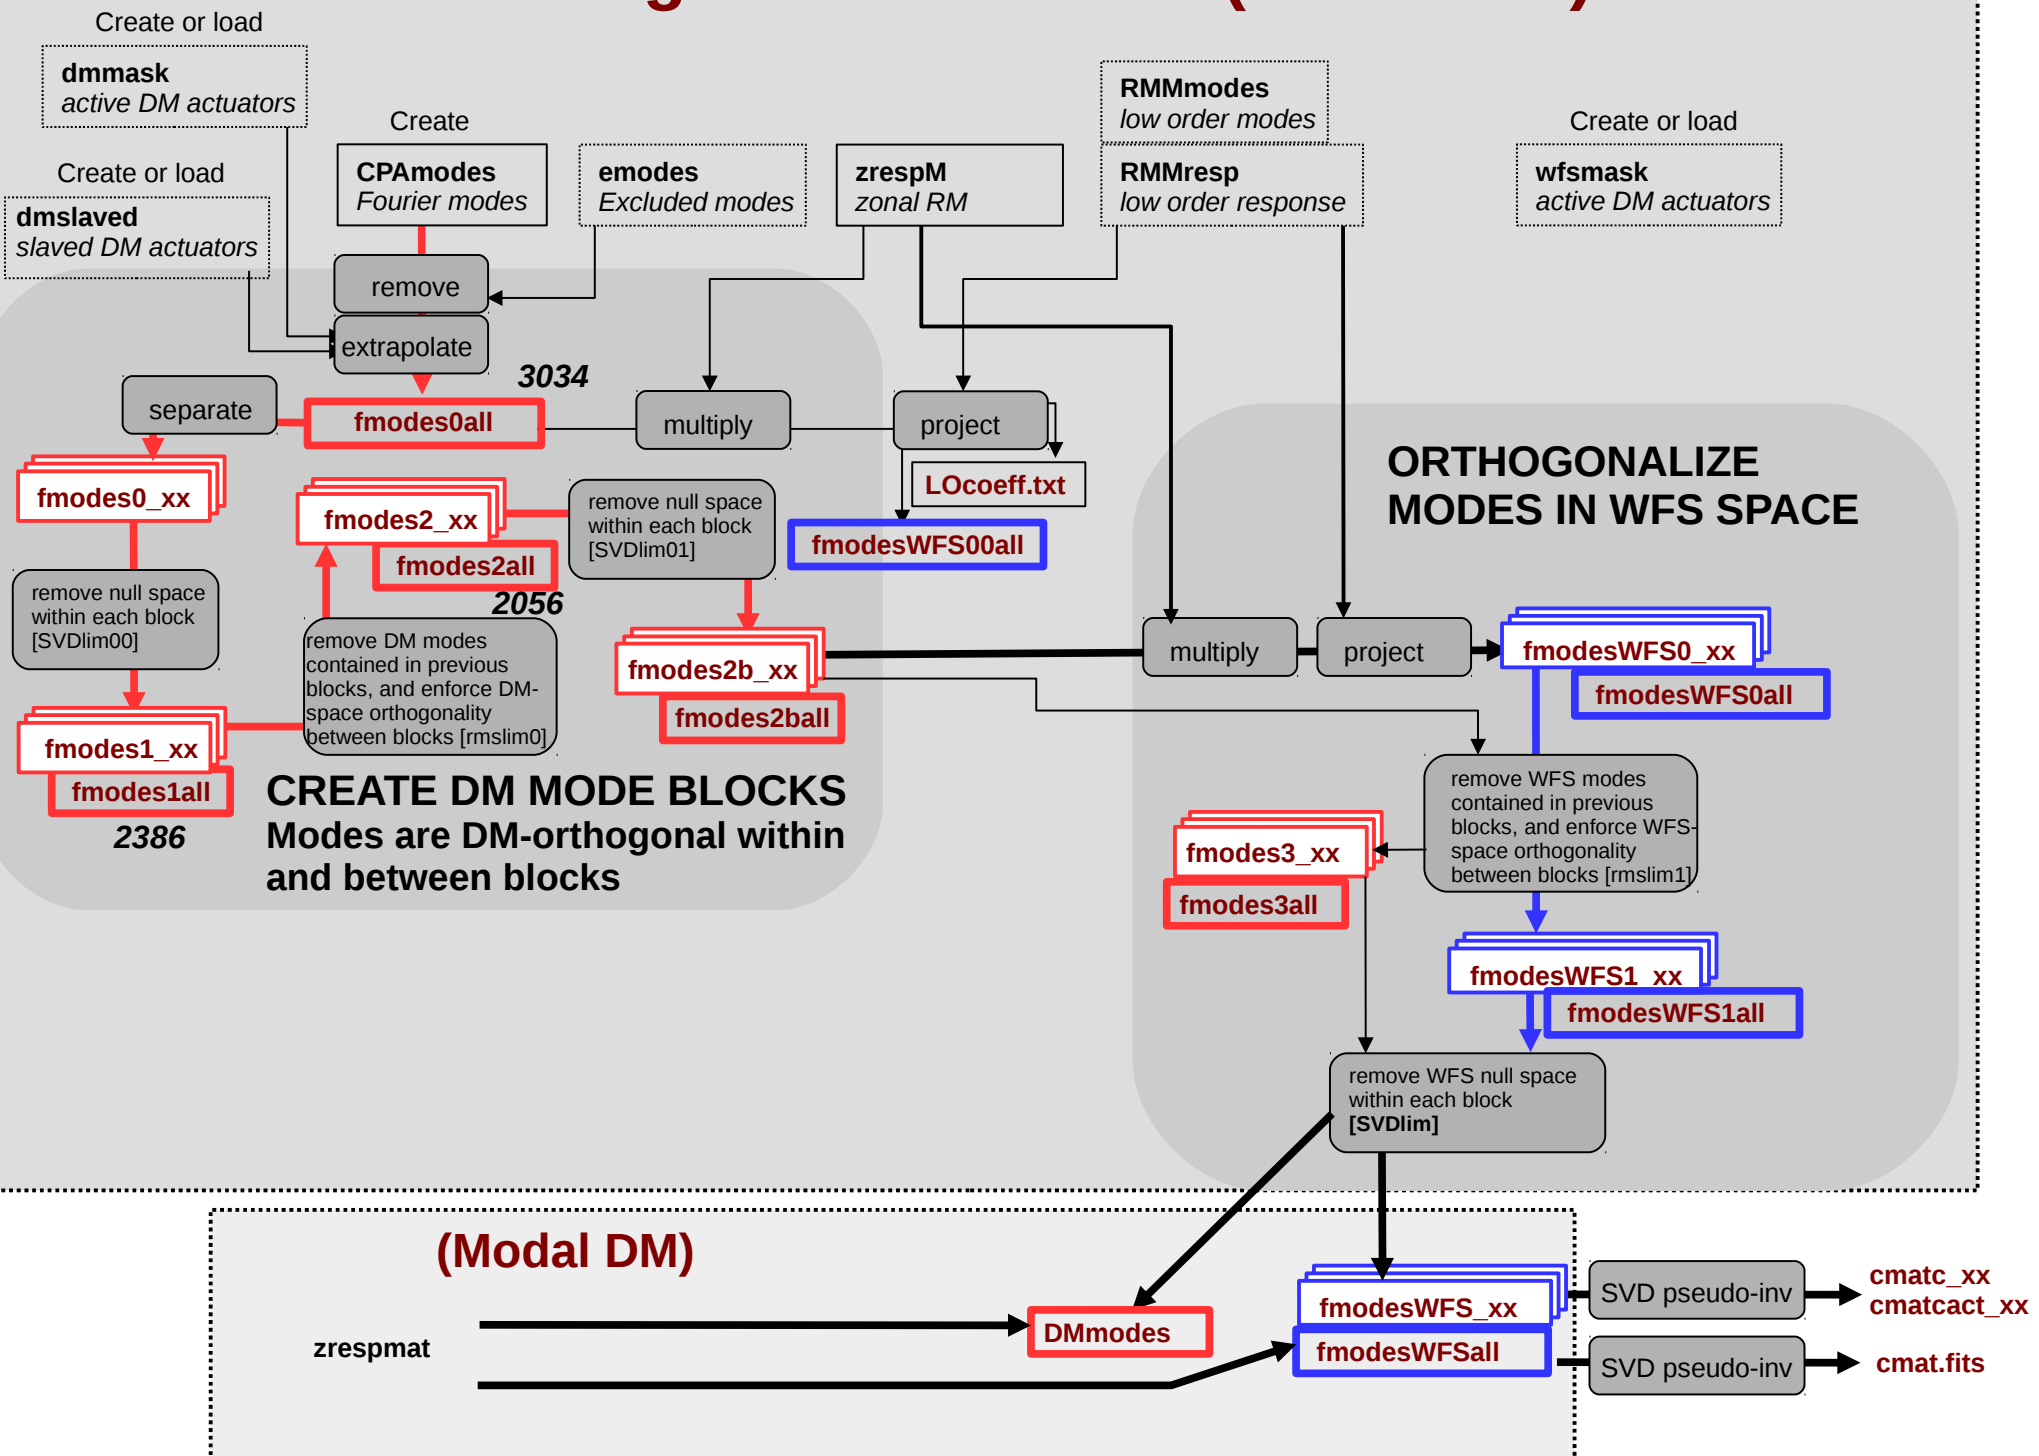 Create or load
dmmask
active DM actuators
RMMmodes
low order modes
Create
Create or load
Create or load
dmslaved
slaved DM actuators
CPAmodes
Fourier modes
emodes
Excluded modes
zrespM
zonal RM
RMMresp
low order response
wfsmask
active DM actuators
remove
extrapolate
3034
separate
fmodes0all
multiply
project
LOcoeff.txt
fmodesWFS00all
fmodes0_xx
fmodes2_xx
fmodes2all
2056
remove null space
within each block
[SVDlim01]
remove null space
within each block
[SVDlim00]
remove DM modes
contained in previous
blocks, and enforce DM-
space orthogonality
between blocks [rmslim0]
fmodes2b_xx
fmodes2ball
fmodes1_xx
fmodes1all
2386
CREATE DM MODE BLOCKS
Modes are DM-orthogonal within
and between blocks
ORTHOGONALIZE
MODES IN WFS SPACE
multiply
project
fmodesWFS0_xx
fmodesWFS0all
remove WFS modes
contained in previous
blocks, and enforce WFS-
space orthogonality
between blocks [rmslim1]
fmodes3_xx
fmodes3all
fmodesWFS1_xx
fmodesWFS1all
remove WFS null space
within each block
[SVDlim]
(Modal DM)
zrespmat
DMmodes
fmodesWFS_xx
fmodesWFSall
SVD pseudo-inv
cmatc_xx
cmatcact_xx
SVD pseudo-inv
cmat.fits